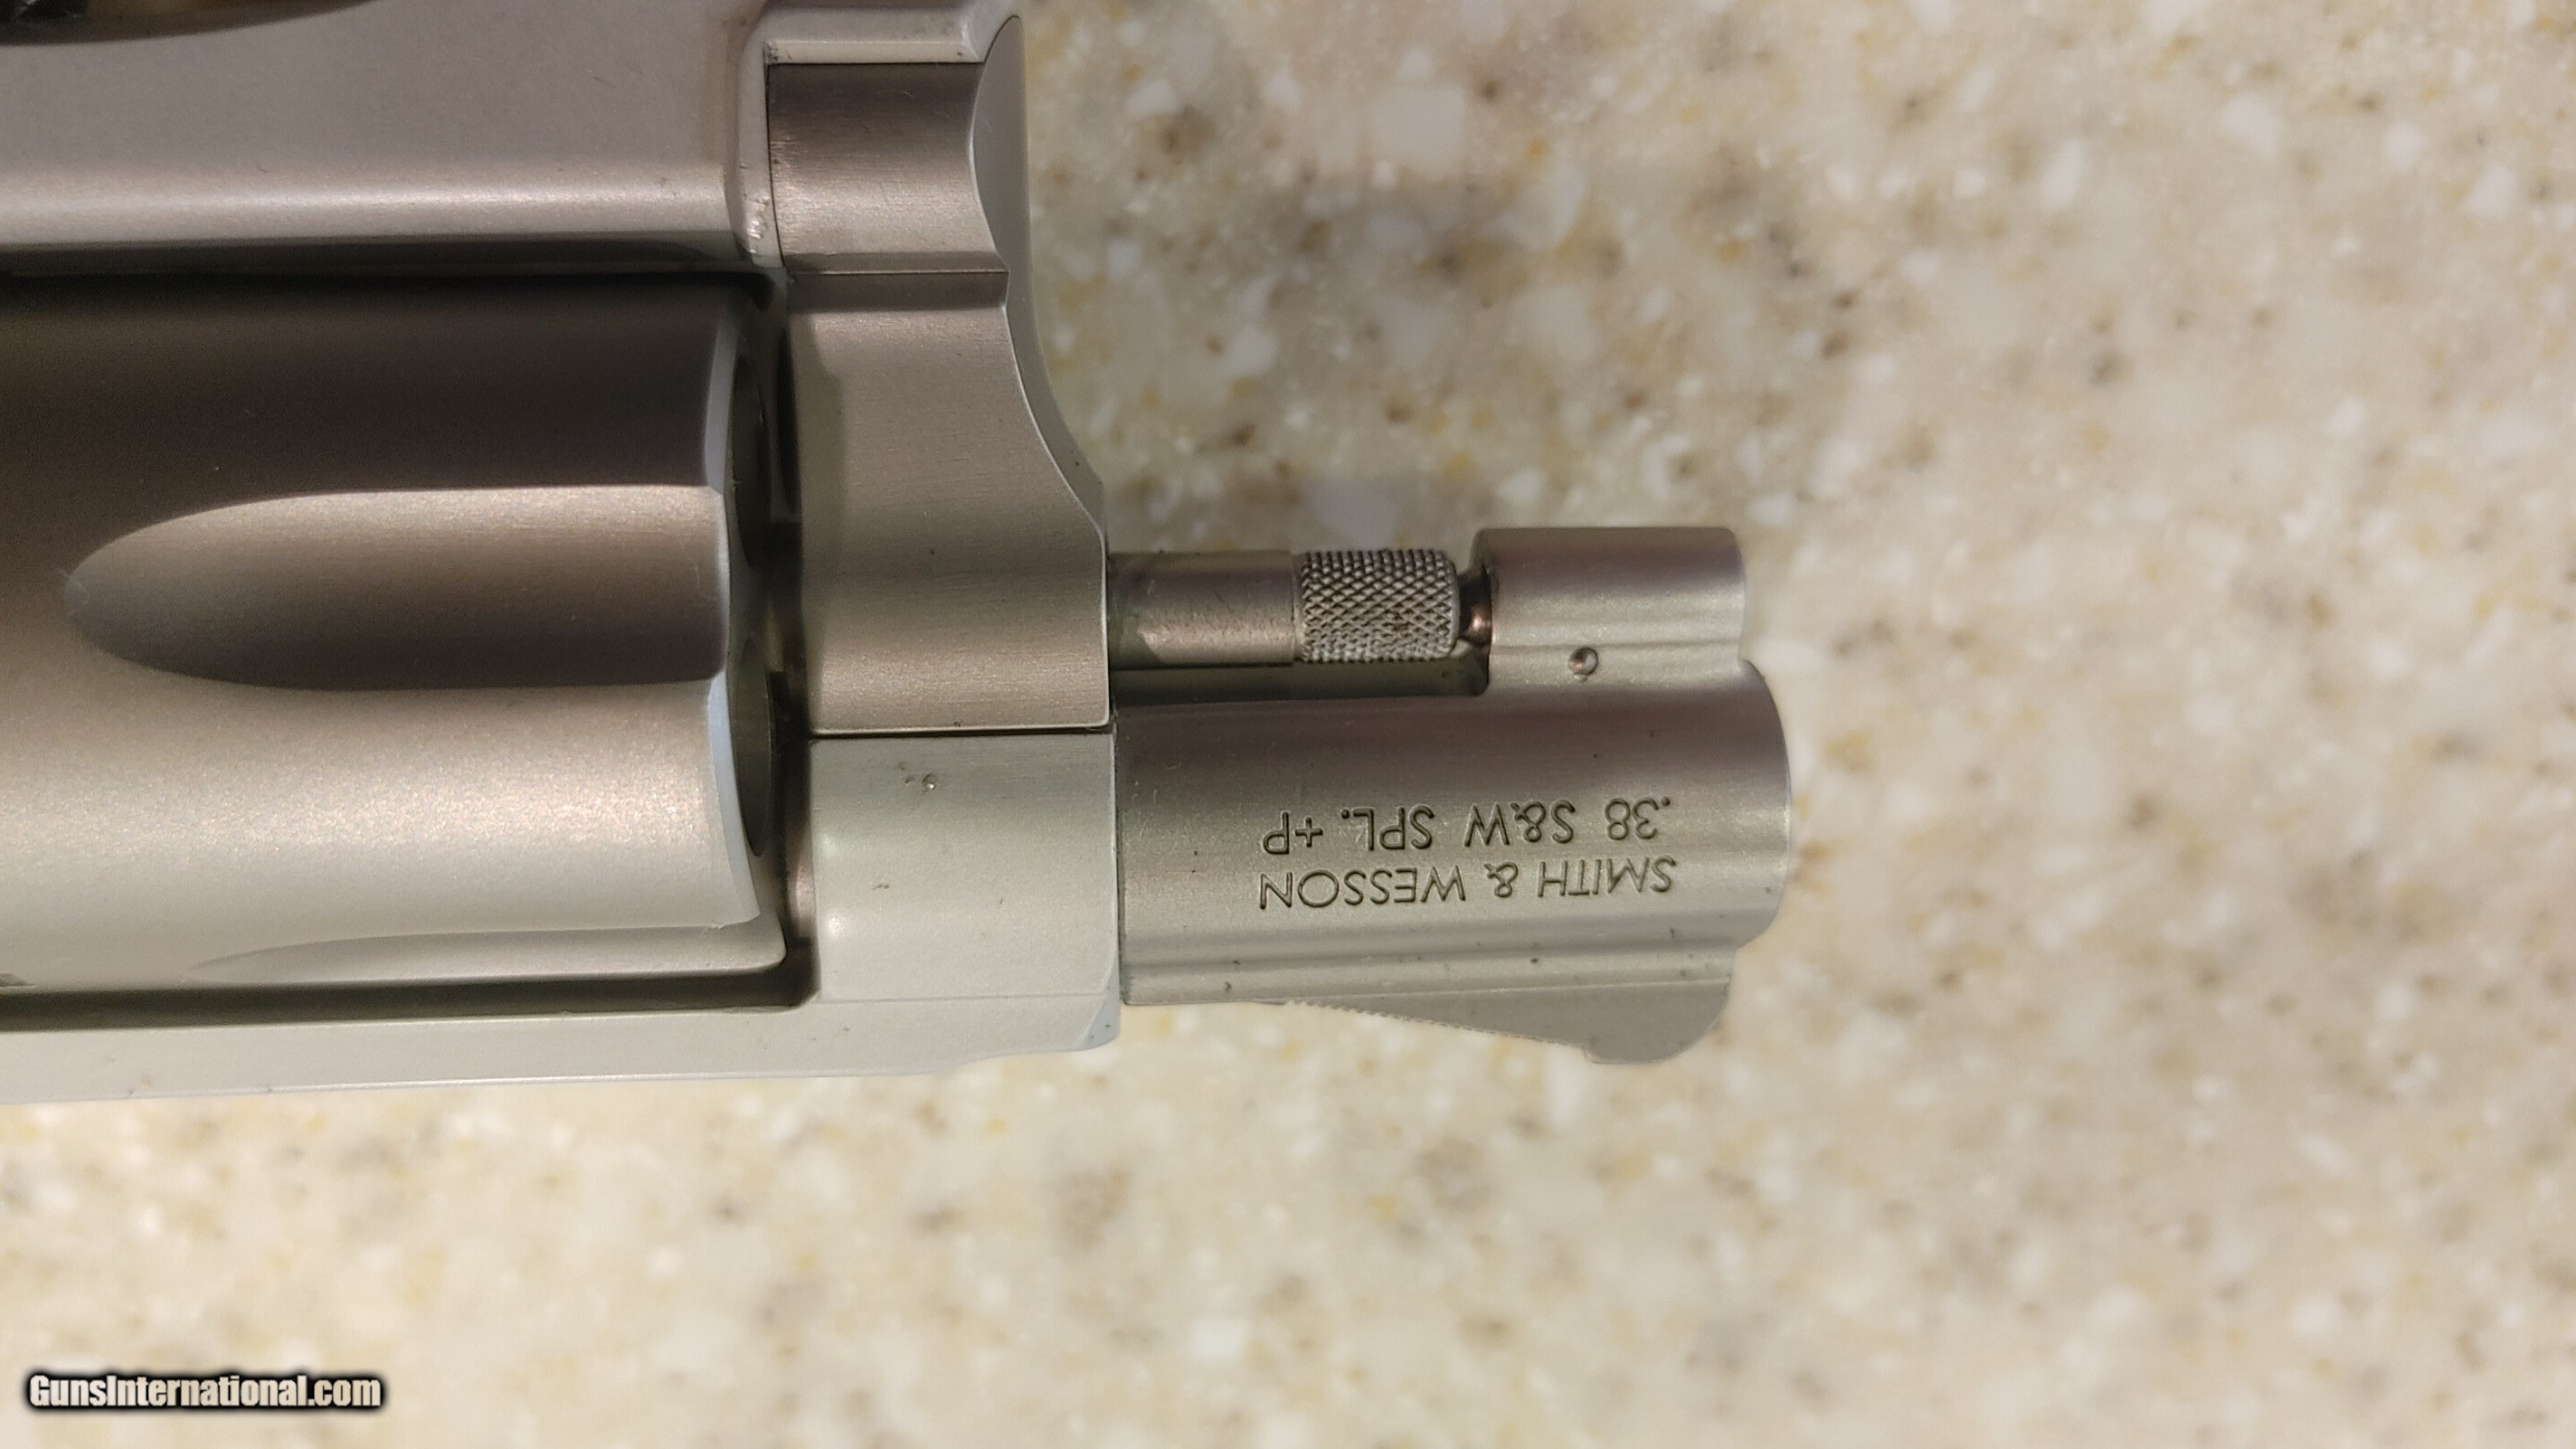 SMITH & WESSON
.38 S&W SPL. +P
GunsInternational.com